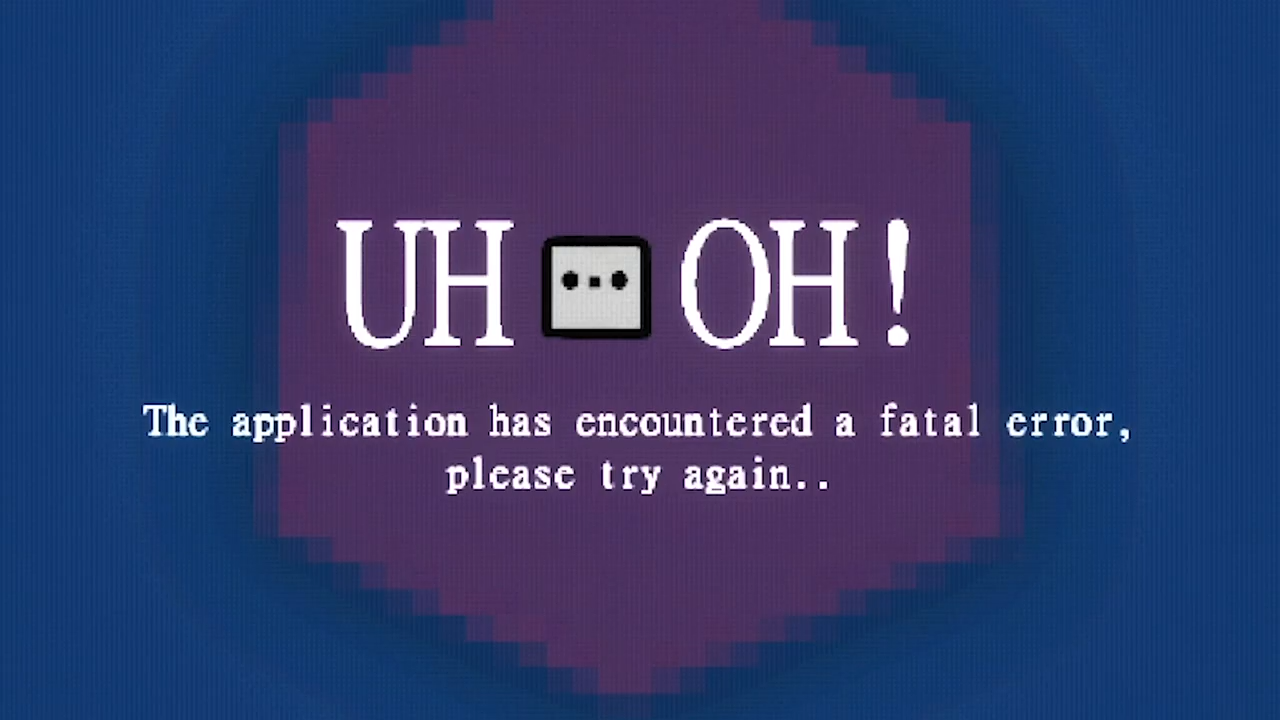 UH OH!
The application has encountered a fatal error,
please try again..